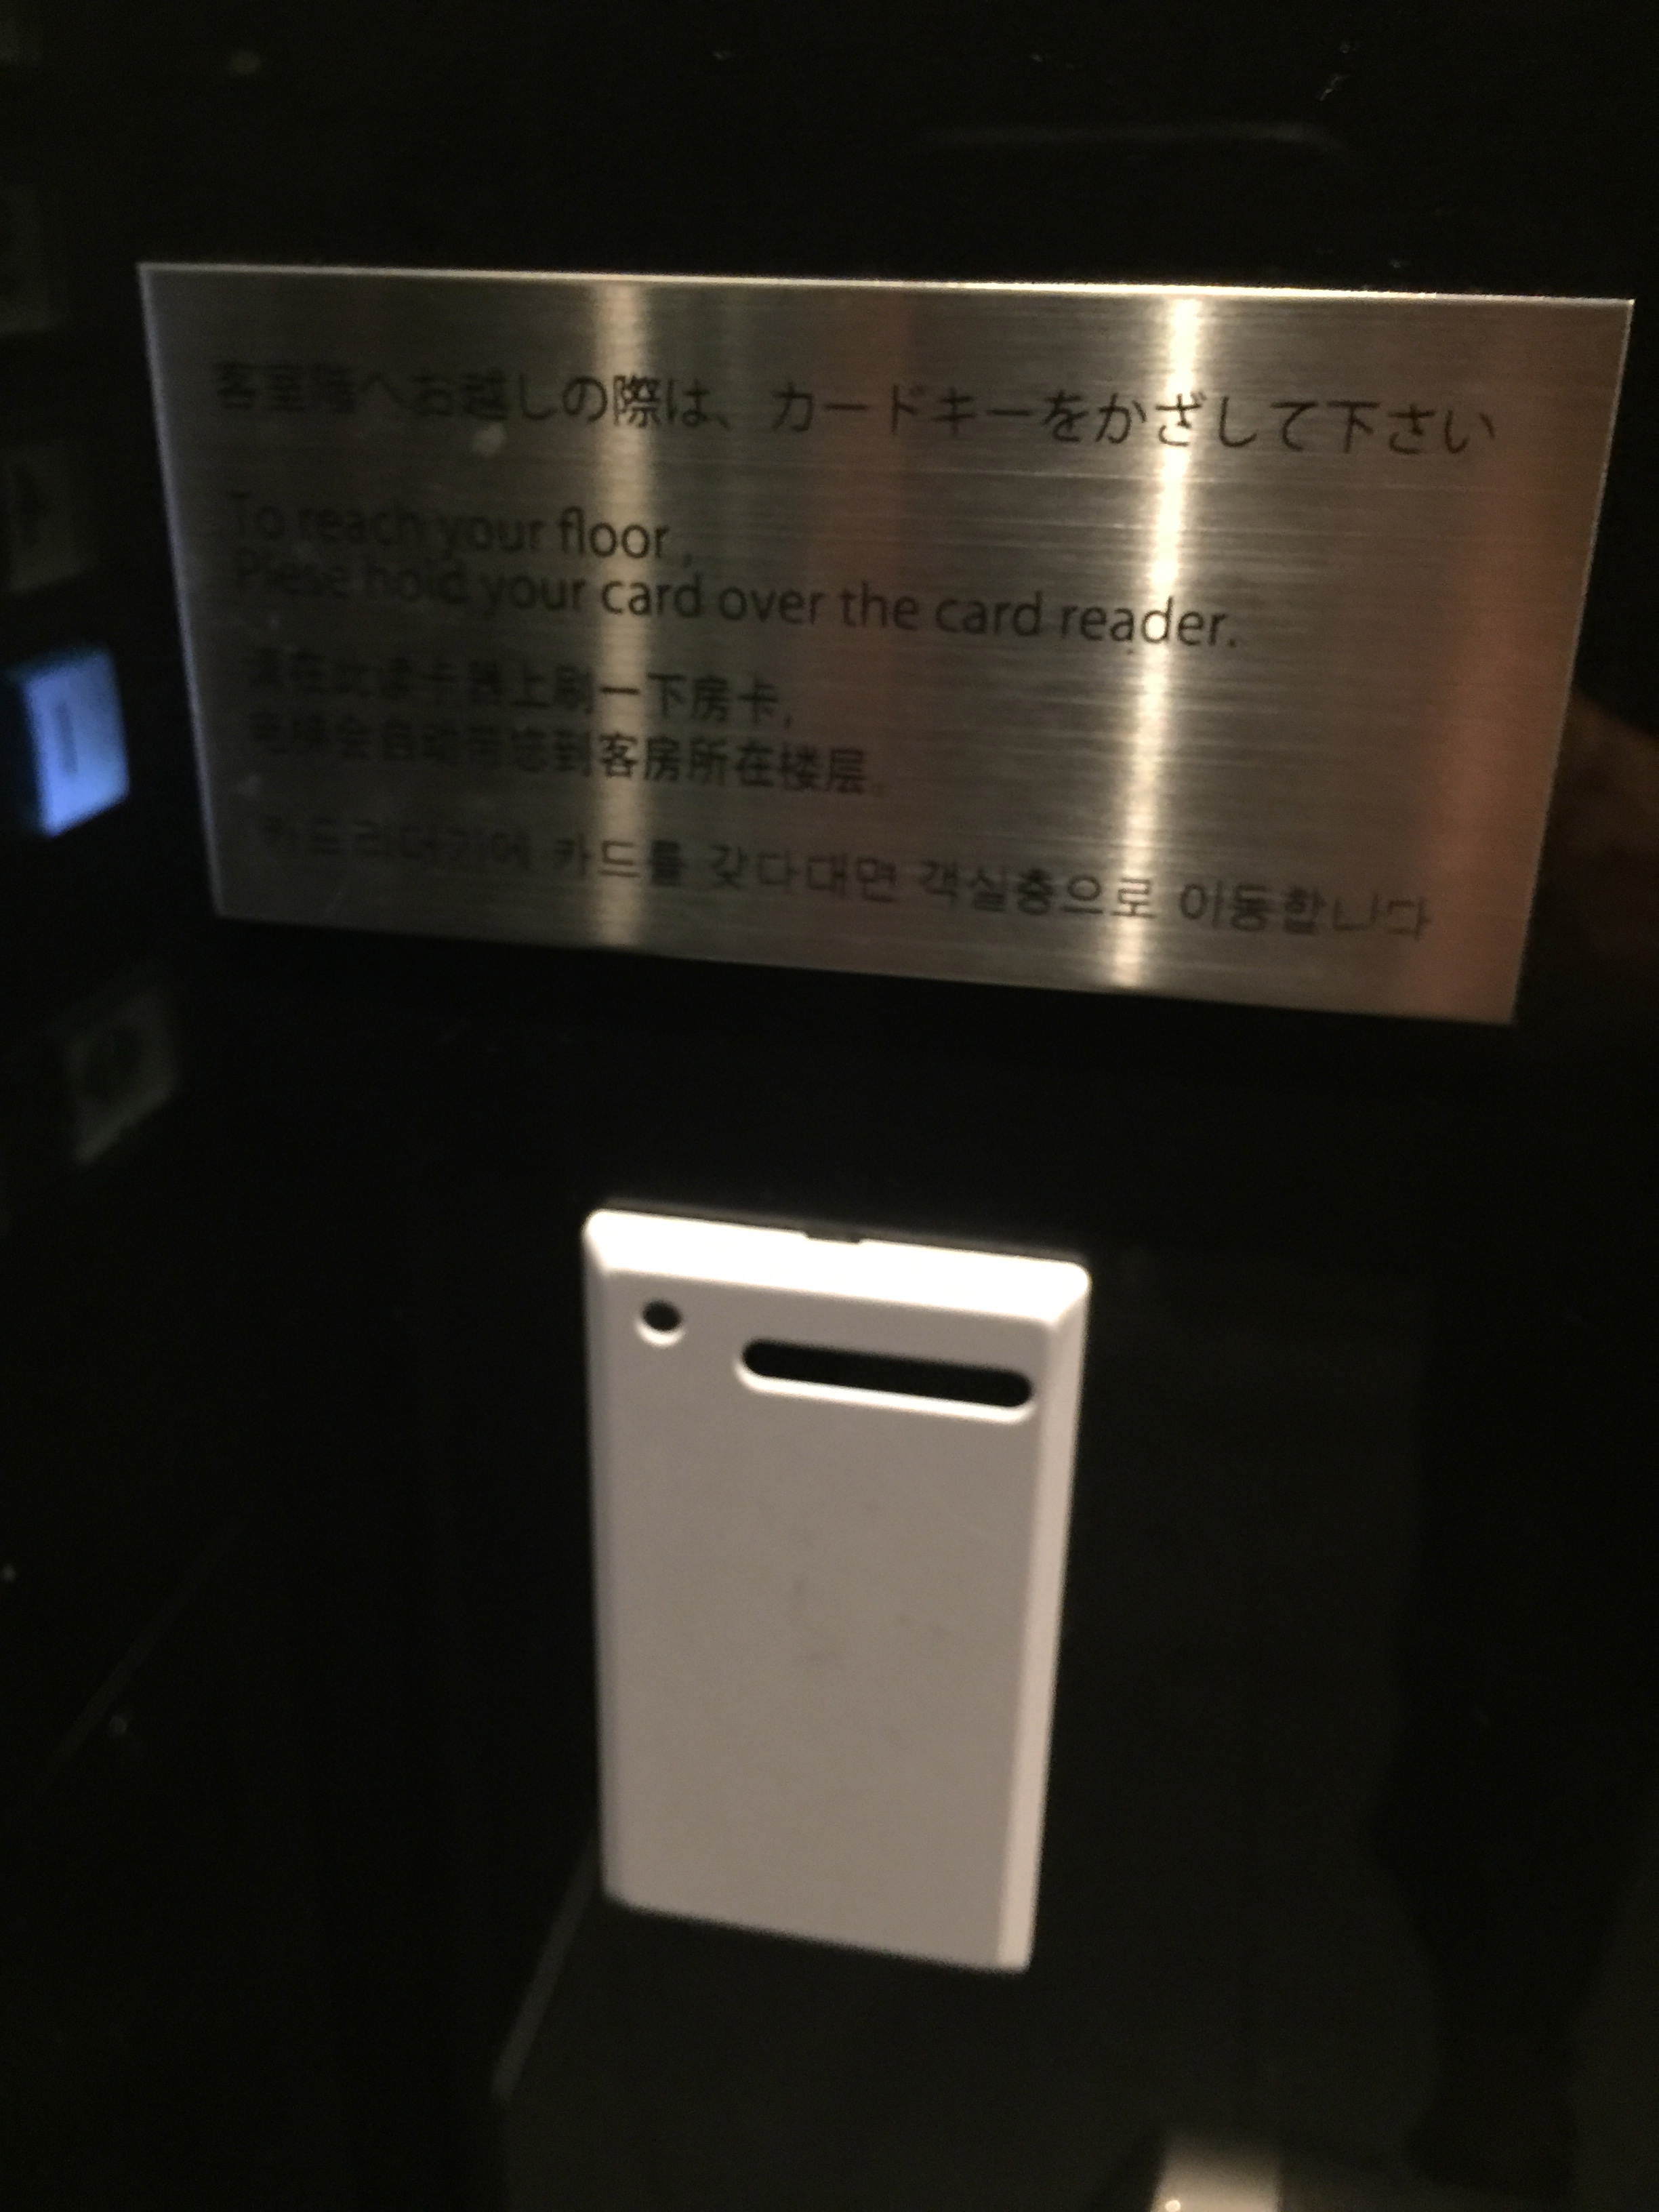 客室階へお越しの際は、カードキーをかざして下さい
To reach your floor ,
Plese hold your card over the card reader.
请在此读卡器上刷一下房卡,
电梯会自动带您到客房所在楼层.
카드리더기에 카드를 갖다대면 객실층으로 이동합니다